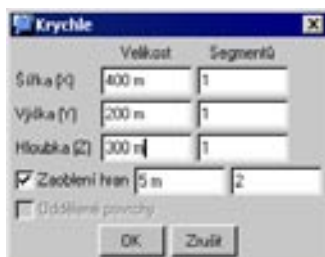 Krychle
Velikost Segmentů
Šířka (X) 400 m 1
Výška (Y) 200 m 1
Hloubka (Z) 300 m 1
Zaoblení hran 5 m 2
Oddělené povrchy
OK Zrušit